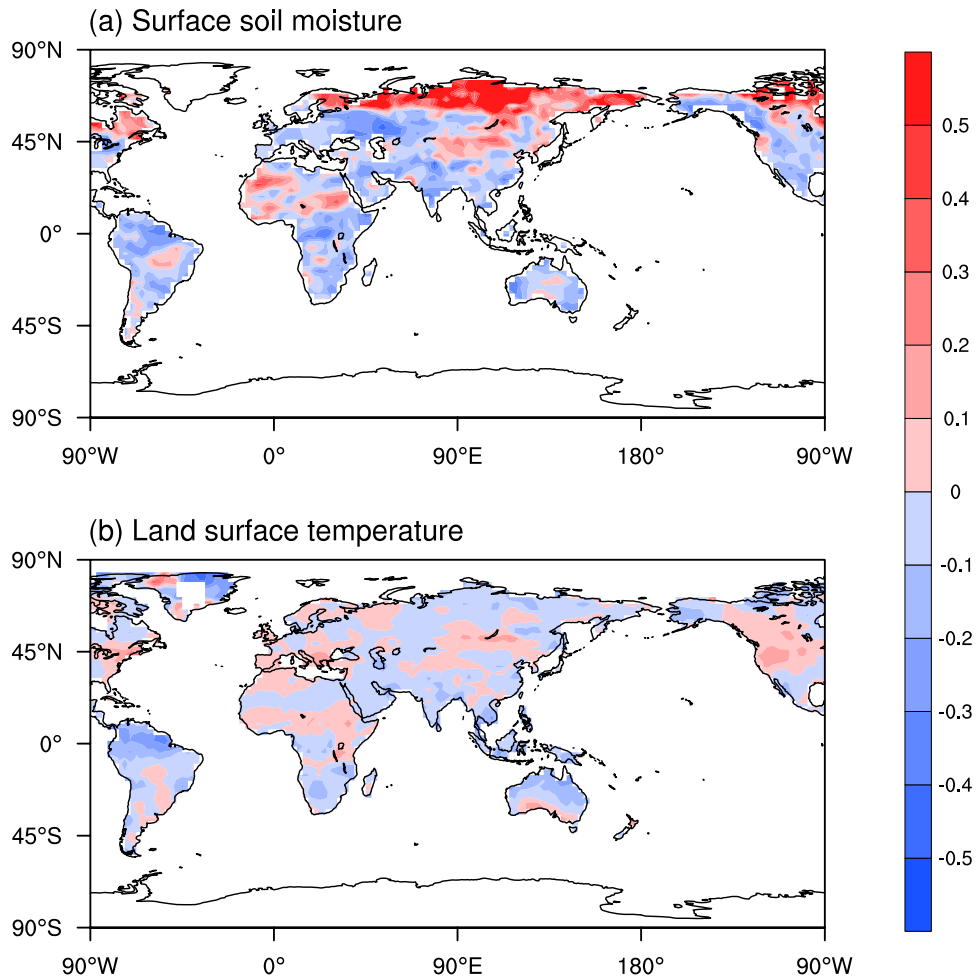 (a) Surface soil moisture
90°N
45°N
0°
45°S
90°S
90°W 0° 90°E 180° 90°W
(b) Land surface temperature
90°N
45°N
0°
45°S
90°S
90°W 0° 90°E 180° 90°W
0.5
0.4
0.3
0.2
0.1
0
-0.1
-0.2
-0.3
-0.4
-0.5